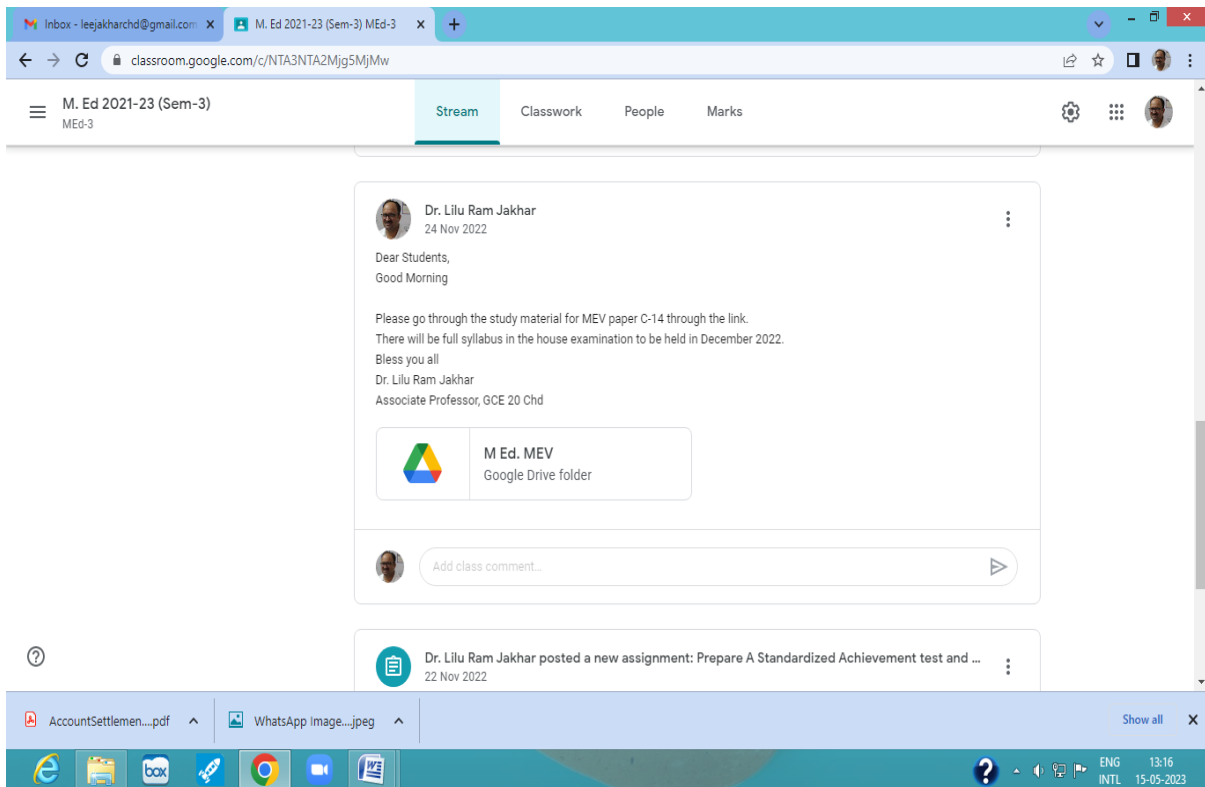 Inbox - leejakharchd@gmail.com
M. Ed 2021-23 (Sem-3) MEd-3
classroom.google.com/c/NTA3NTA2Mjg5MjMw
M. Ed 2021-23 (Sem-3)
MEd-3
Stream Classwork People Marks
Dr. Lilu Ram Jakhar
24 Nov 2022
Dear Students,
Good Morning
Please go through the study material for MEV paper C-14 through the link.
There will be full syllabus in the house examination to be held in December 2022.
Bless you all
Dr. Lilu Ram Jakhar
Associate Professor, GCE 20 Chd
M Ed. MEV
Google Drive folder
Add class comment...
Dr. Lilu Ram Jakhar posted a new assignment: Prepare A Standardized Achievement test and ...
22 Nov 2022
AccountSettlemen....pdf WhatsApp Image....jpeg Show all
box
ENG 13:16
INTL 15-05-2023